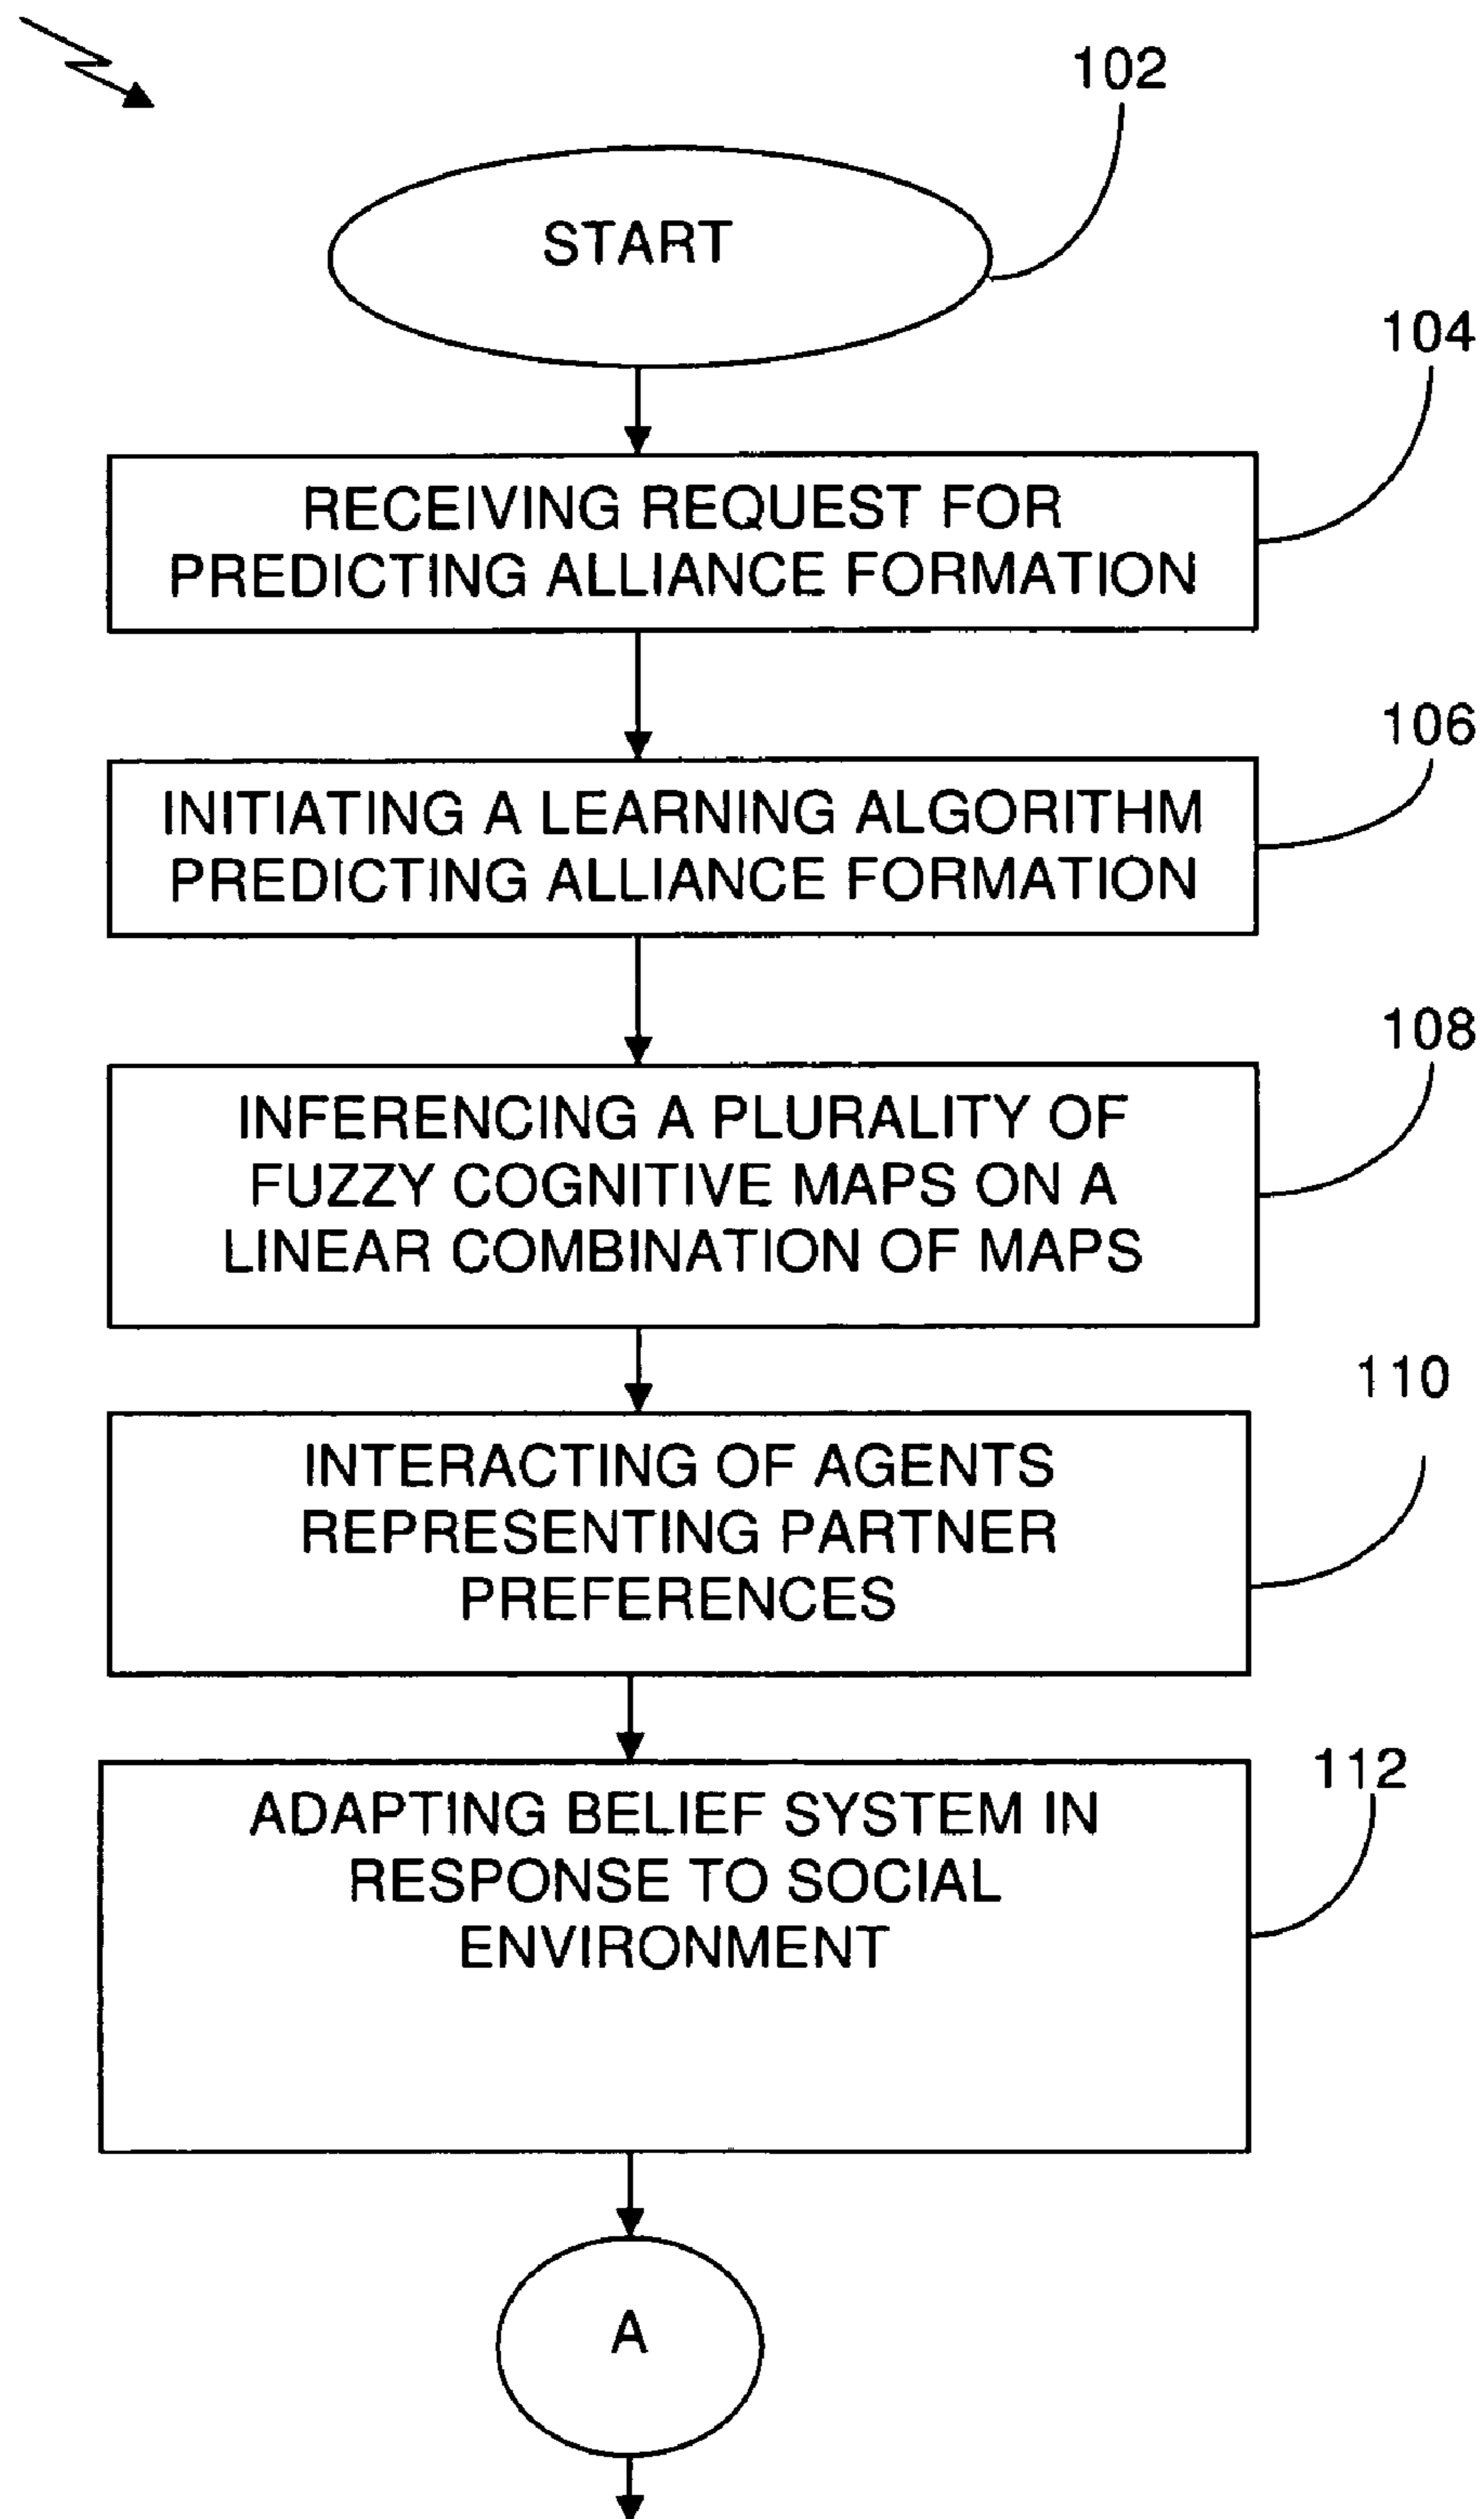 102
START
104
RECEIVING REQUEST FOR
PREDICTING ALLIANCE FORMATION
106
INITIATING A LEARNING ALGORITHM
PREDICTING ALLIANCE FORMATION
108
INFERENCING A PLURALITY OF
FUZZY COGNITIVE MAPS ON A
LINEAR COMBINATION OF MAPS
110
INTERACTING OF AGENTS
REPRESENTING PARTNER
PREFERENCES
112
ADAPTING BELIEF SYSTEM IN
RESPONSE TO SOCIAL
ENVIRONMENT
A